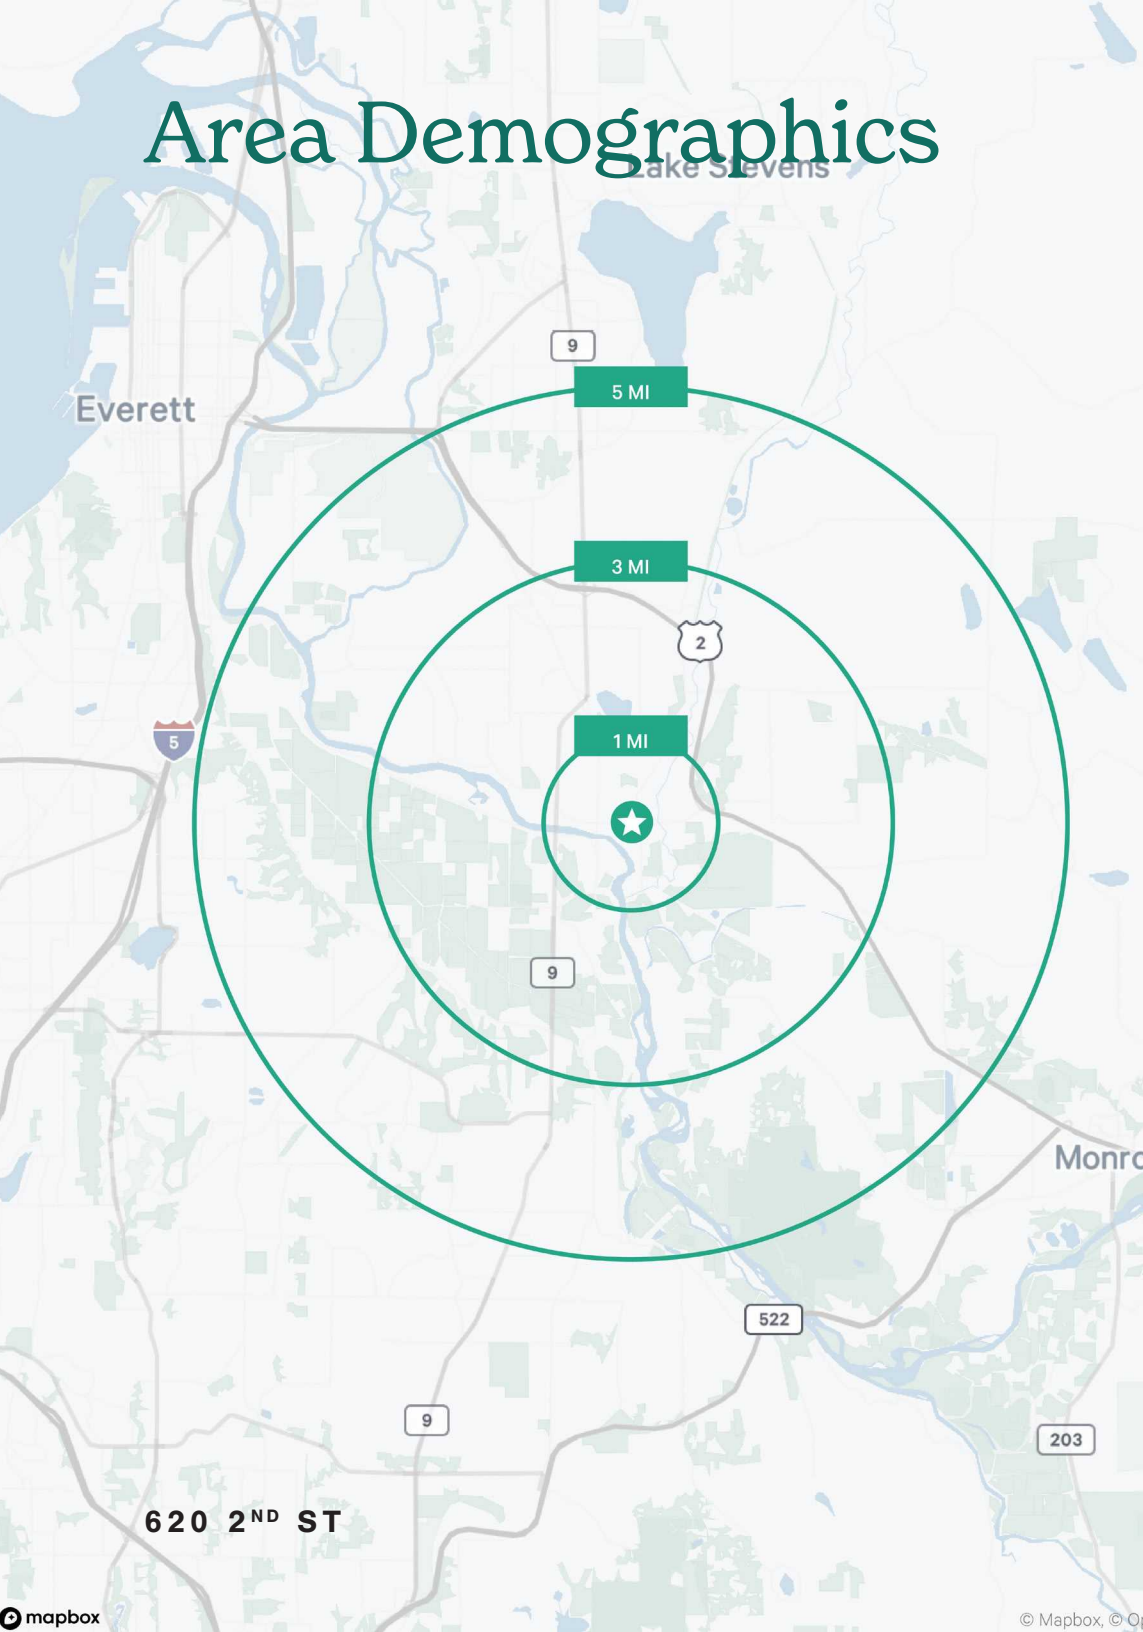 Area Demographics
Lake Stevens
9
5 MI
Everett
3 MI
2
1 MI
5
9
Monro
522
9
203
620 2ND ST
mapbox
© Mapbox, © Op